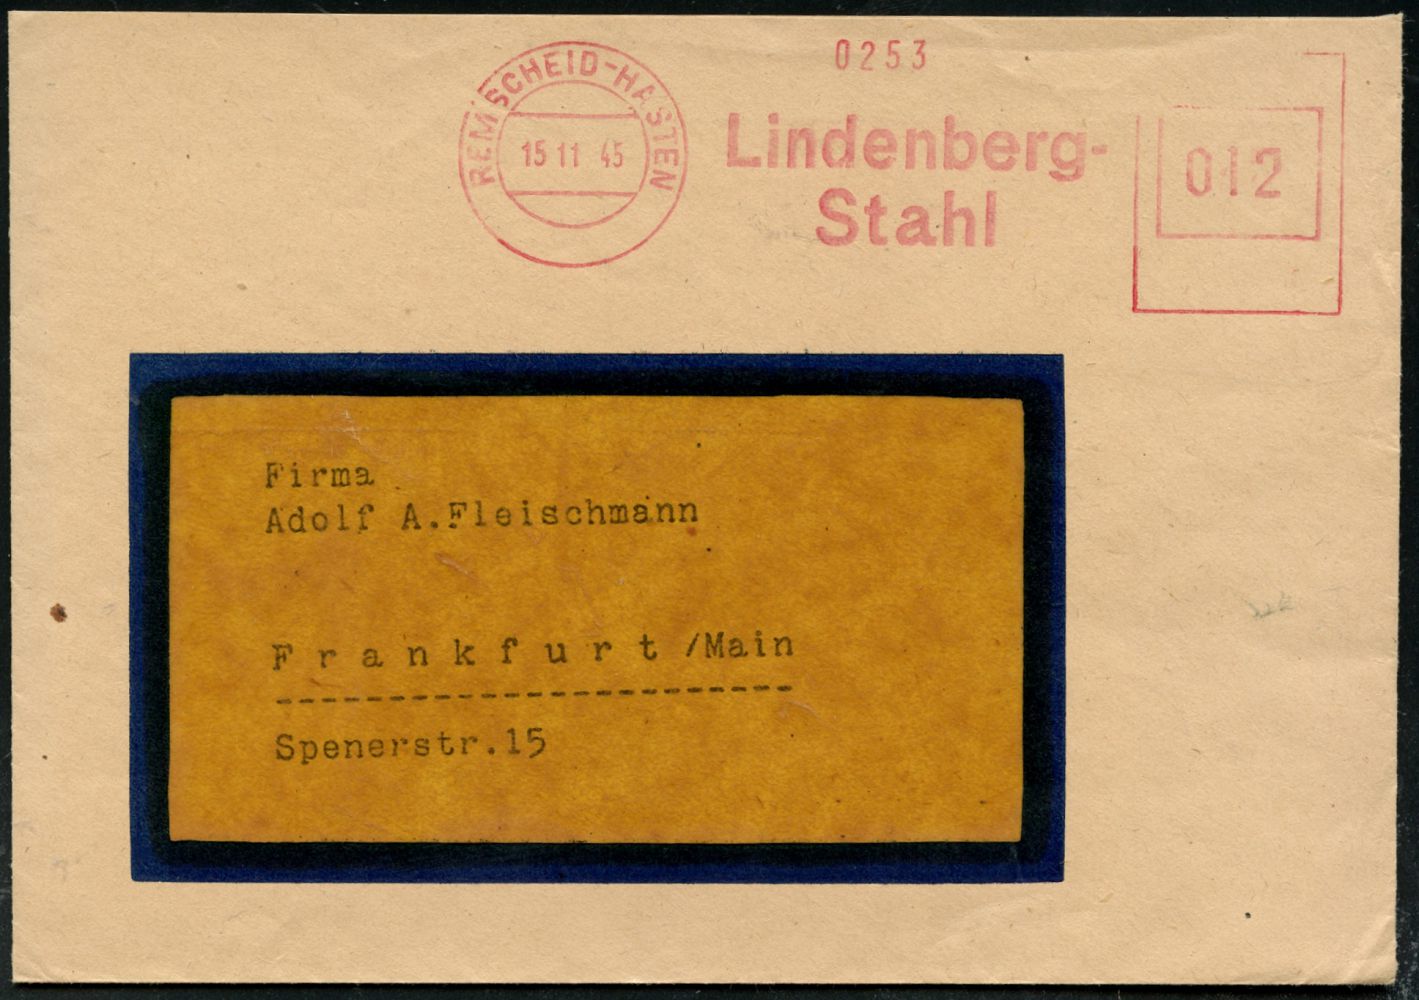 0253
REMSCHEID-HASTEN
15 11 45
Lindenberg-
Stahl
012
Firma
Adolf A.Fleischmann
F r a n k f u r t /Main
-----------------------
Spenerstr.15